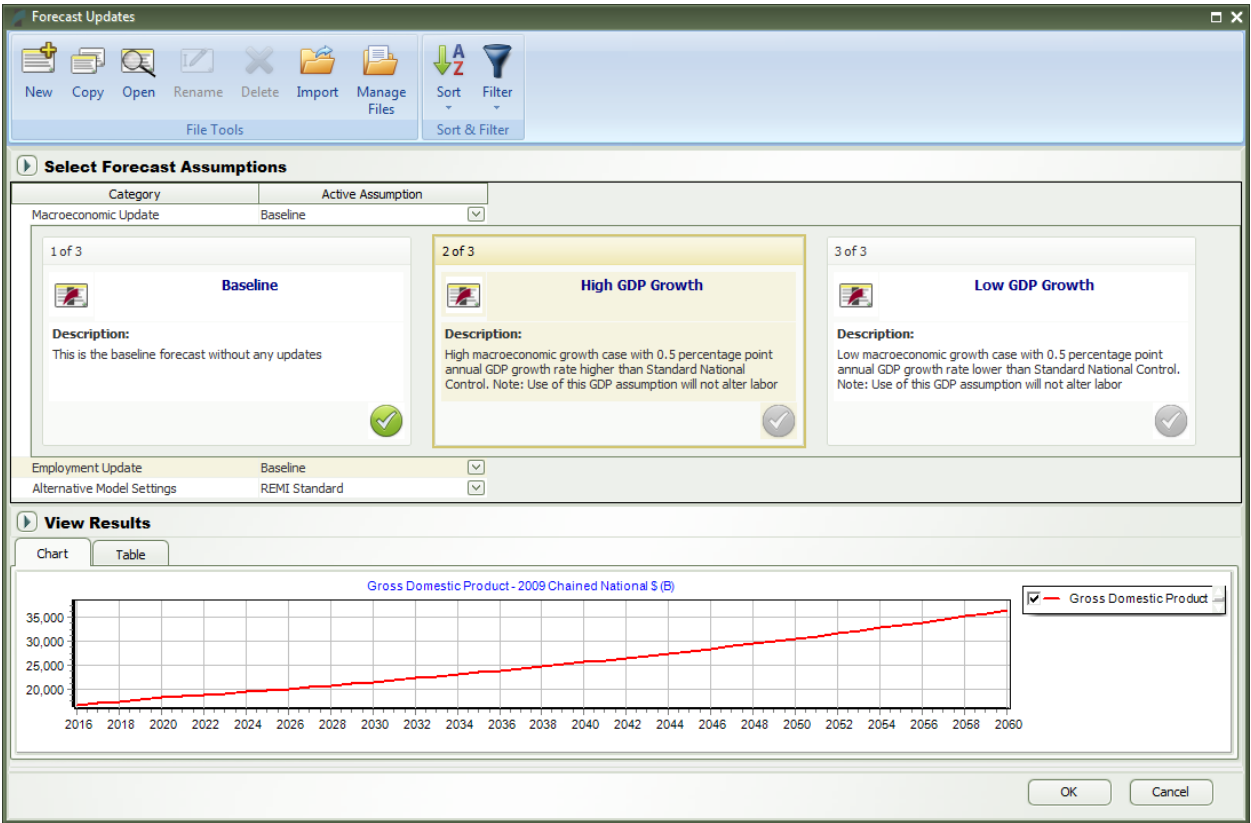 Forecast Updates
New Copy Open Rename Delete Import Manage Files Sort Filter
File Tools Sort & Filter
Select Forecast Assumptions
Category Active Assumption
Macroeconomic Update Baseline
1 of 3
Baseline
Description:
This is the baseline forecast without any updates
2 of 3
High GDP Growth
Description:
High macroeconomic growth case with 0.5 percentage point
annual GDP growth rate higher than Standard National
Control. Note: Use of this GDP assumption will not alter labor
3 of 3
Low GDP Growth
Description:
Low macroeconomic growth case with 0.5 percentage point
annual GDP growth rate lower than Standard National Control.
Note: Use of this GDP assumption will not alter labor
Employment Update Baseline
Alternative Model Settings REMI Standard
View Results
Chart Table
Gross Domestic Product - 2009 Chained National $ (B)
Gross Domestic Product
35,000
30,000
25,000
20,000
2016 2018 2020 2022 2024 2026 2028 2030 2032 2034 2036 2038 2040 2042 2044 2046 2048 2050 2052 2054 2056 2058 2060
OK Cancel